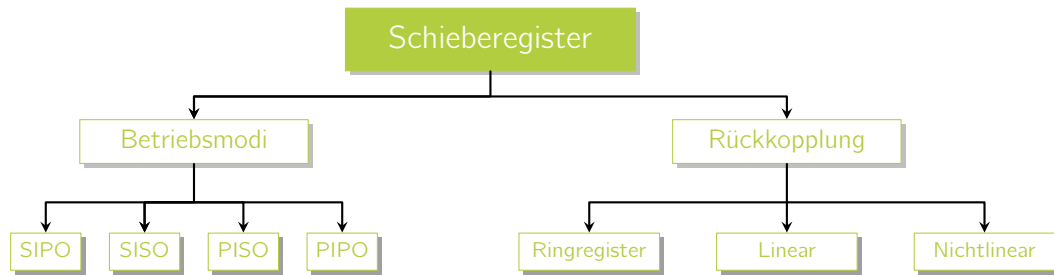 Schieberegister
Betriebsmodi
Rückkopplung
SIPO
SISO
PISO
PIPO
Ringregister
Linear
Nichtlinear